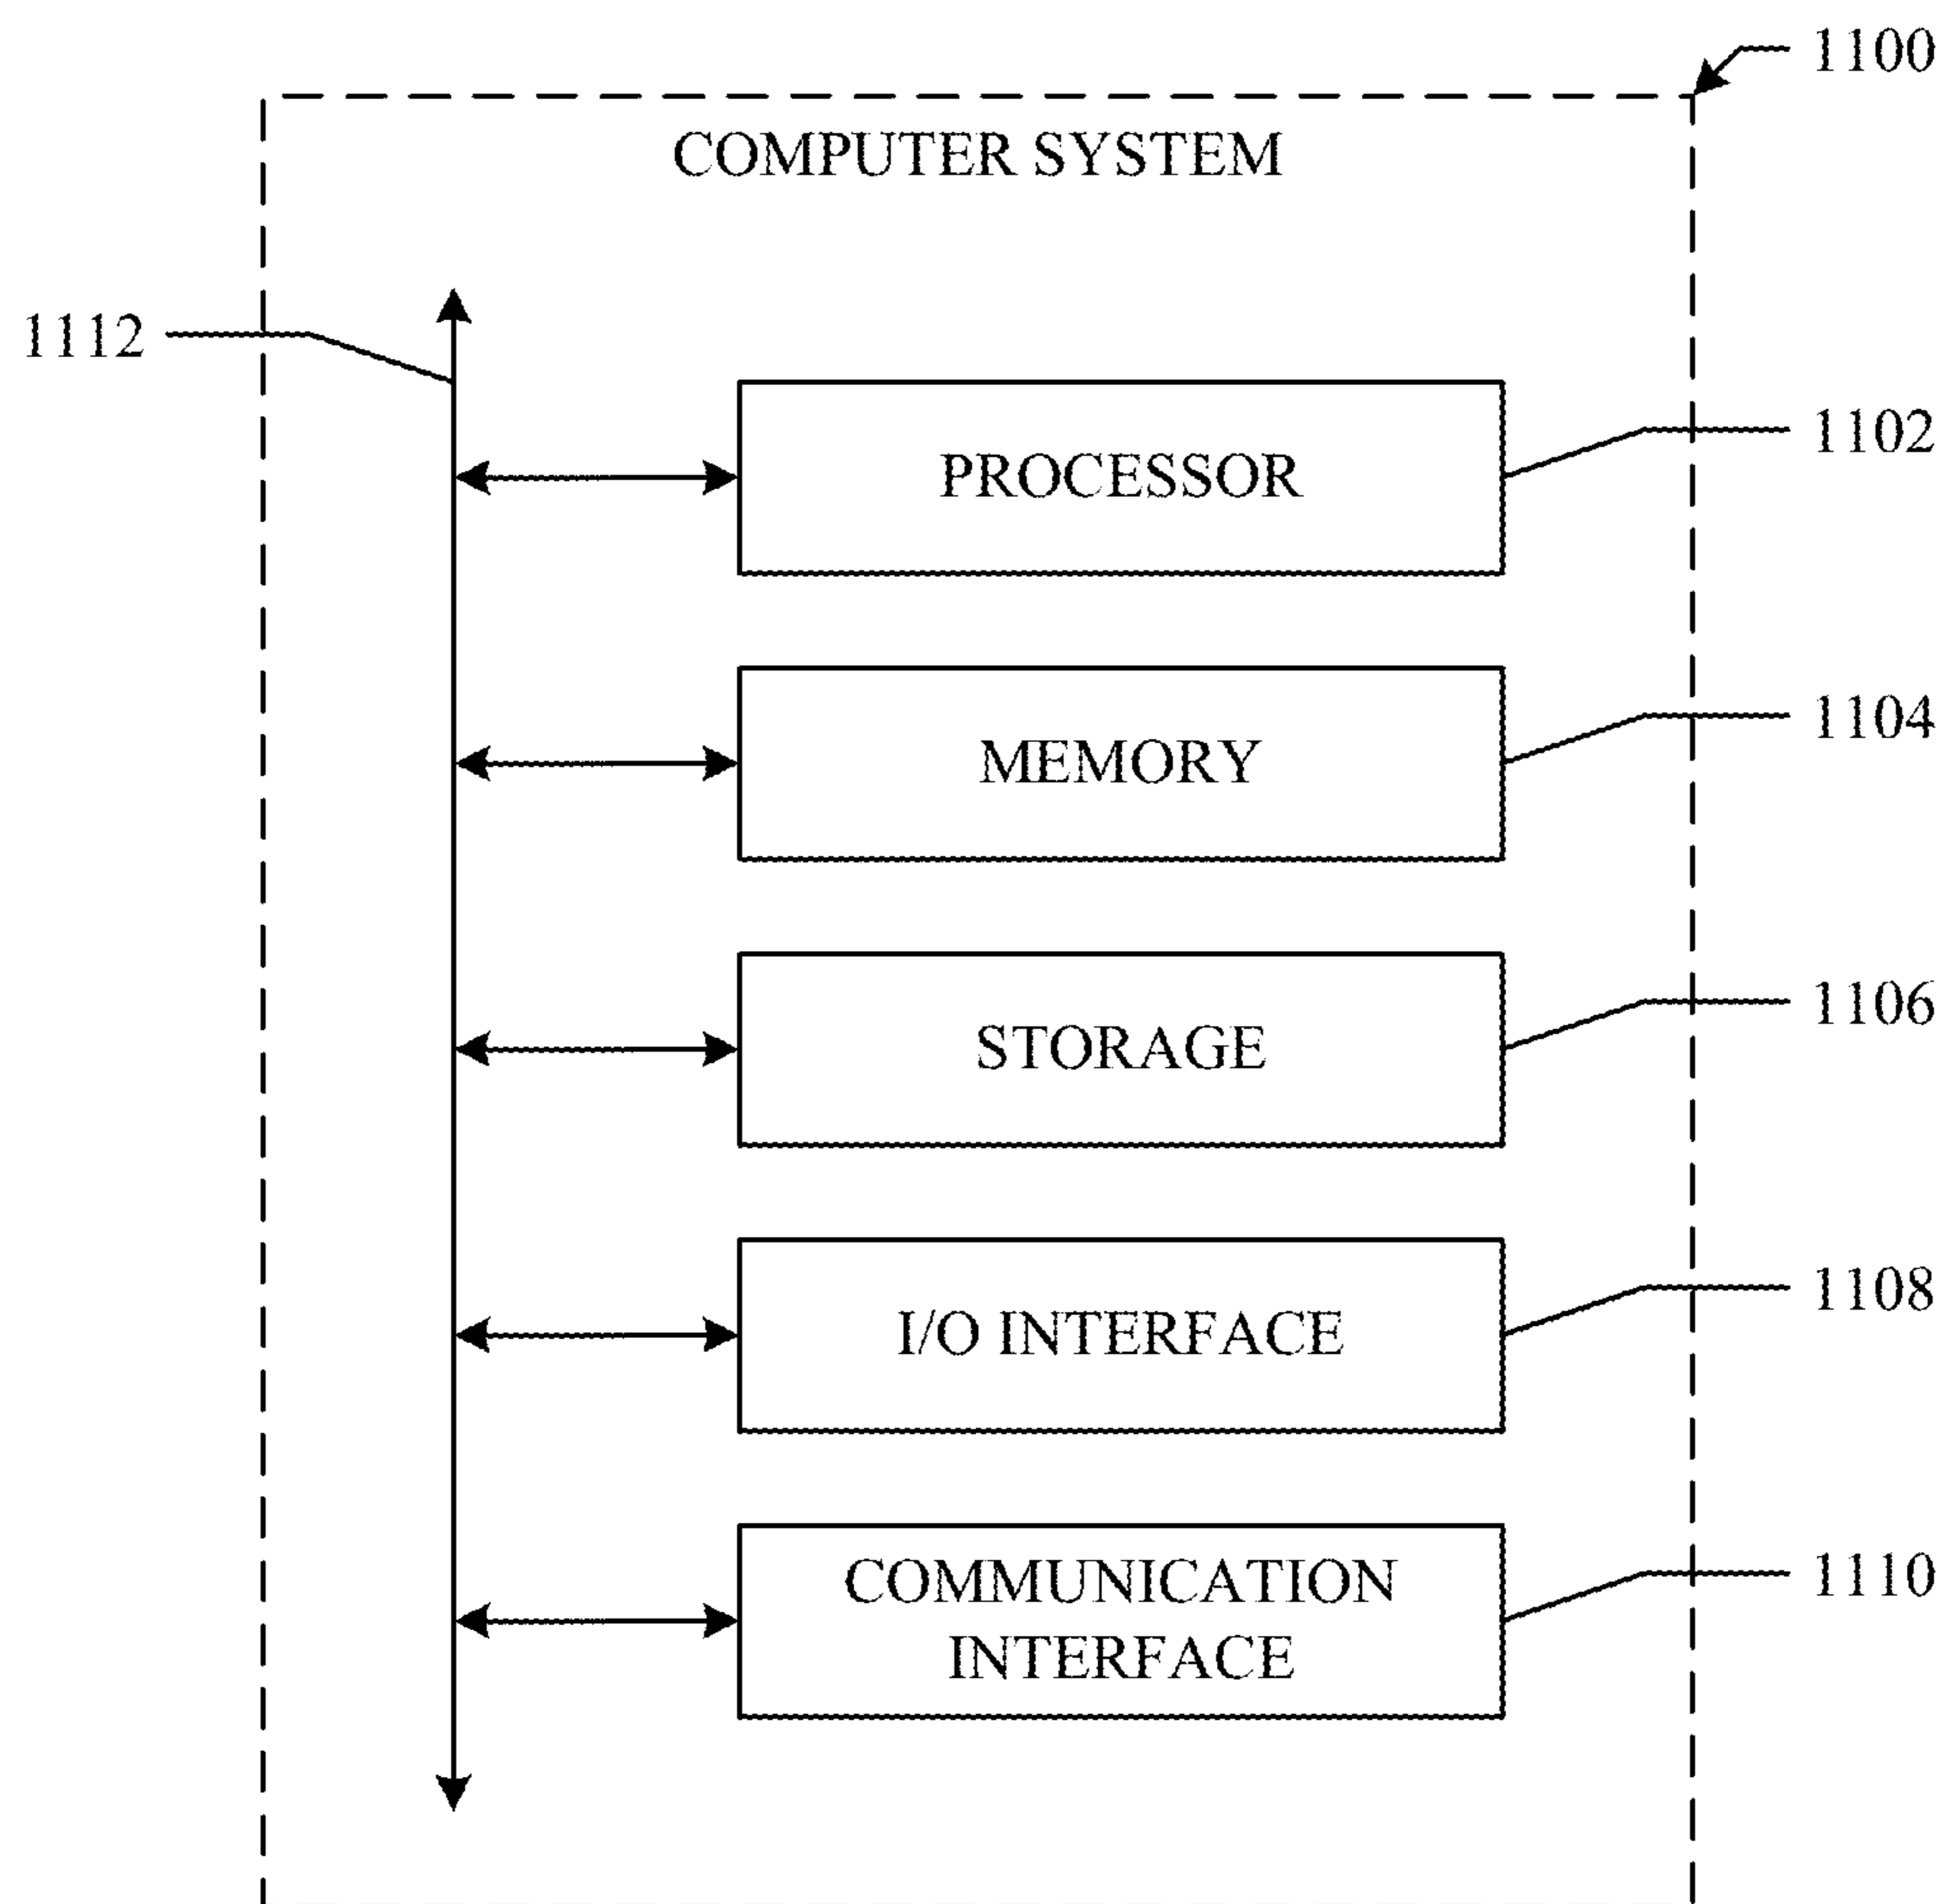 1100
COMPUTER SYSTEM
1112
PROCESSOR
1102
MEMORY
1104
STORAGE
1106
I/O INTERFACE
1108
COMMUNICATION
INTERFACE
1110